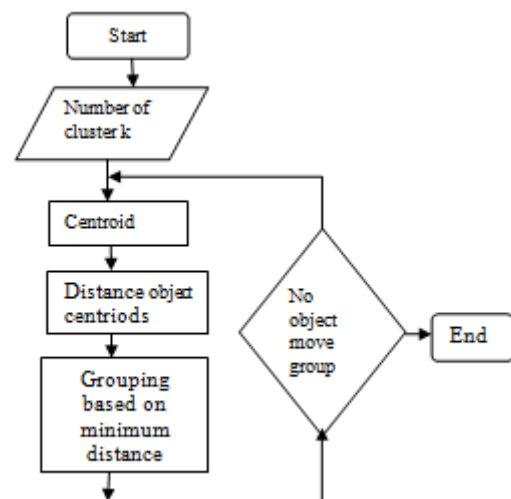 Start
Number of
cluster k
Centroid
Distance object
centriods
Grouping
based on
minimum
distance
No
object
move
group
End